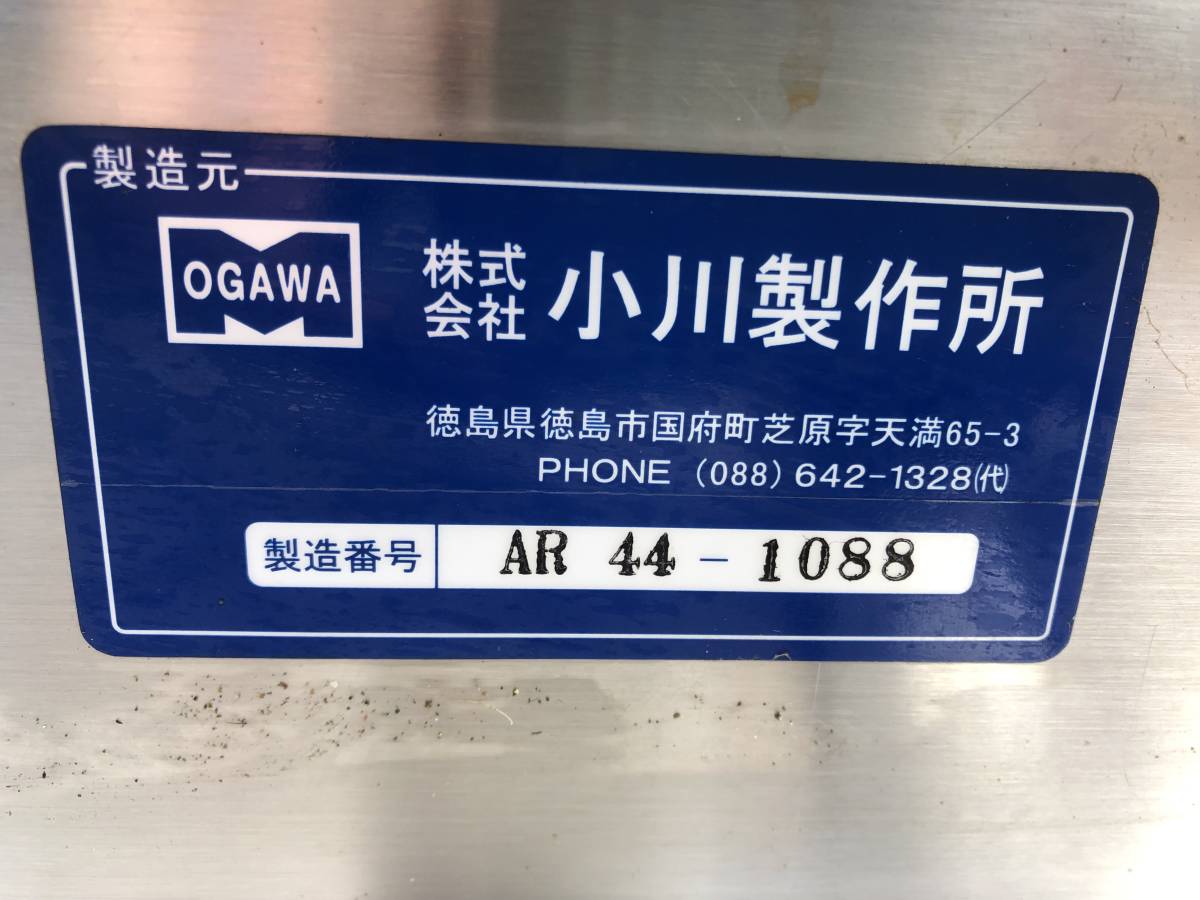 製造元
OGAWA
株式会社 小川製作所
徳島県徳島市国府町芝原字天満65-3
PHONE (088) 642-1328(代)
製造番号 AR 44 - 1088